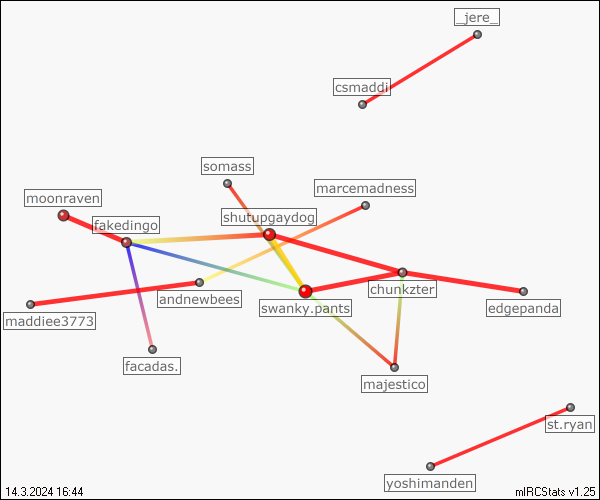 _jere_
csmaddi
somass
marcemadness
moonraven
shutupgaydog
fakedingo
chunkzter
andnewbees
swanky.pants
edgepanda
maddiee3773
facadas.
majestico
st.ryan
yoshimanden
14.3.2024 16:44
mIRCStats v1.25